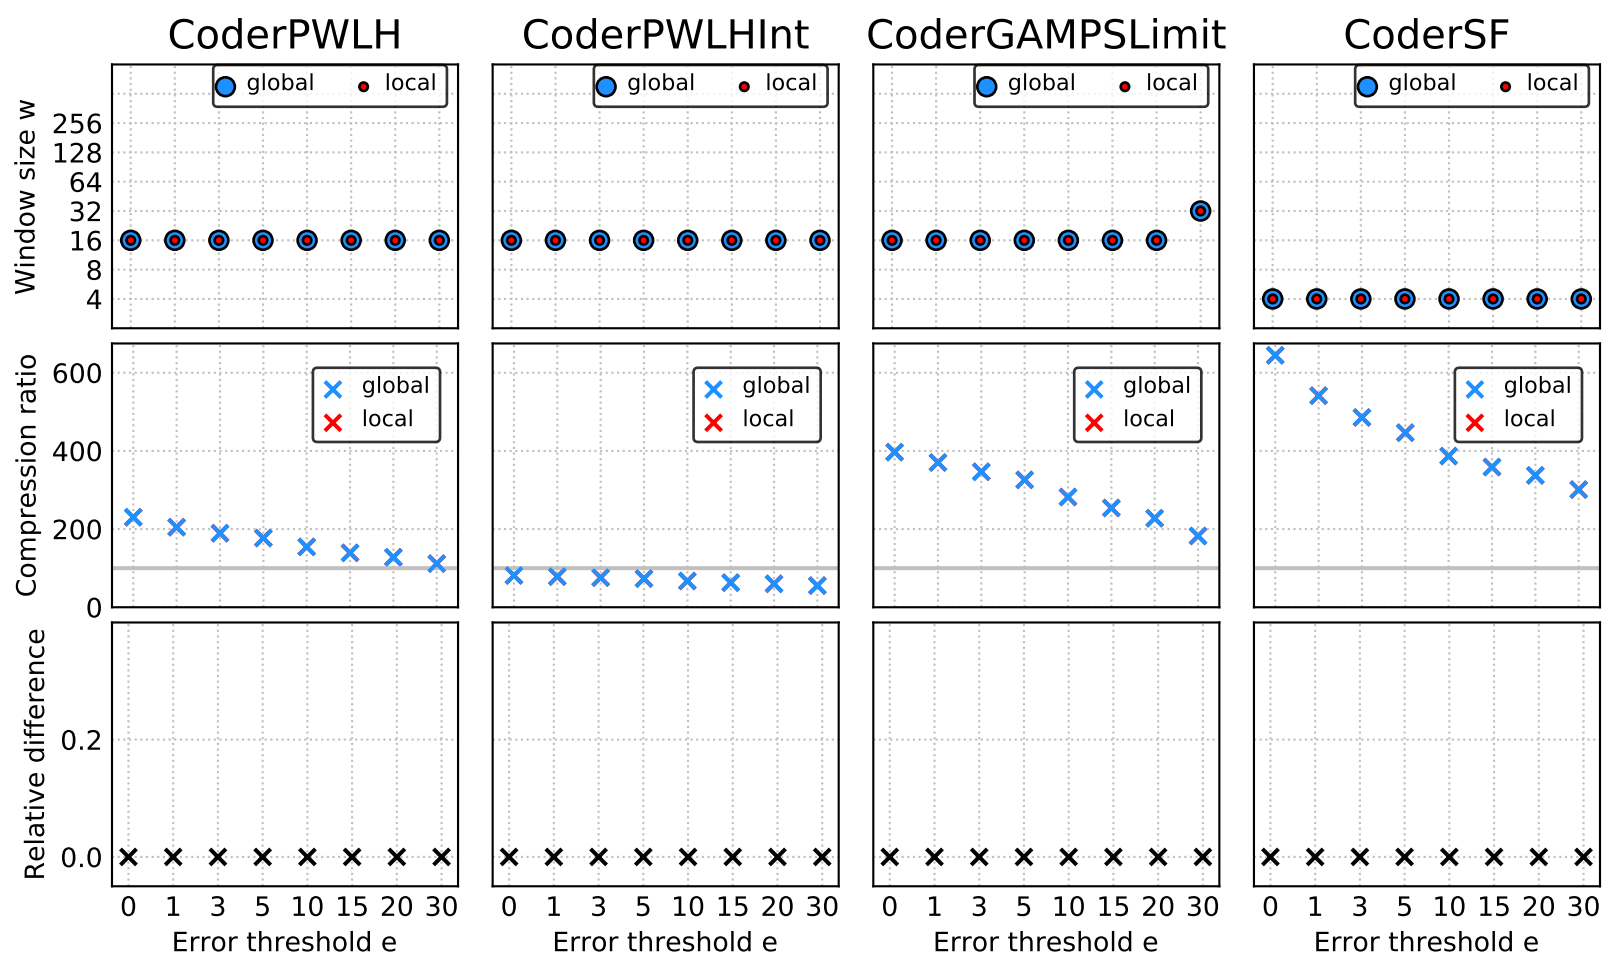 CoderPWLH CoderPWLHInt CoderGAMPSLimit CoderSF
Window size w
256
128
64
32
16
8
4
global local
global local
global local
global local
Compression ratio
600
400
200
0
global
local
global
local
global
local
global
local
Relative difference
0.2
0.0
0 1 3 5 10 15 20 30
0 1 3 5 10 15 20 30
0 1 3 5 10 15 20 30
0 1 3 5 10 15 20 30
Error threshold e
Error threshold e
Error threshold e
Error threshold e